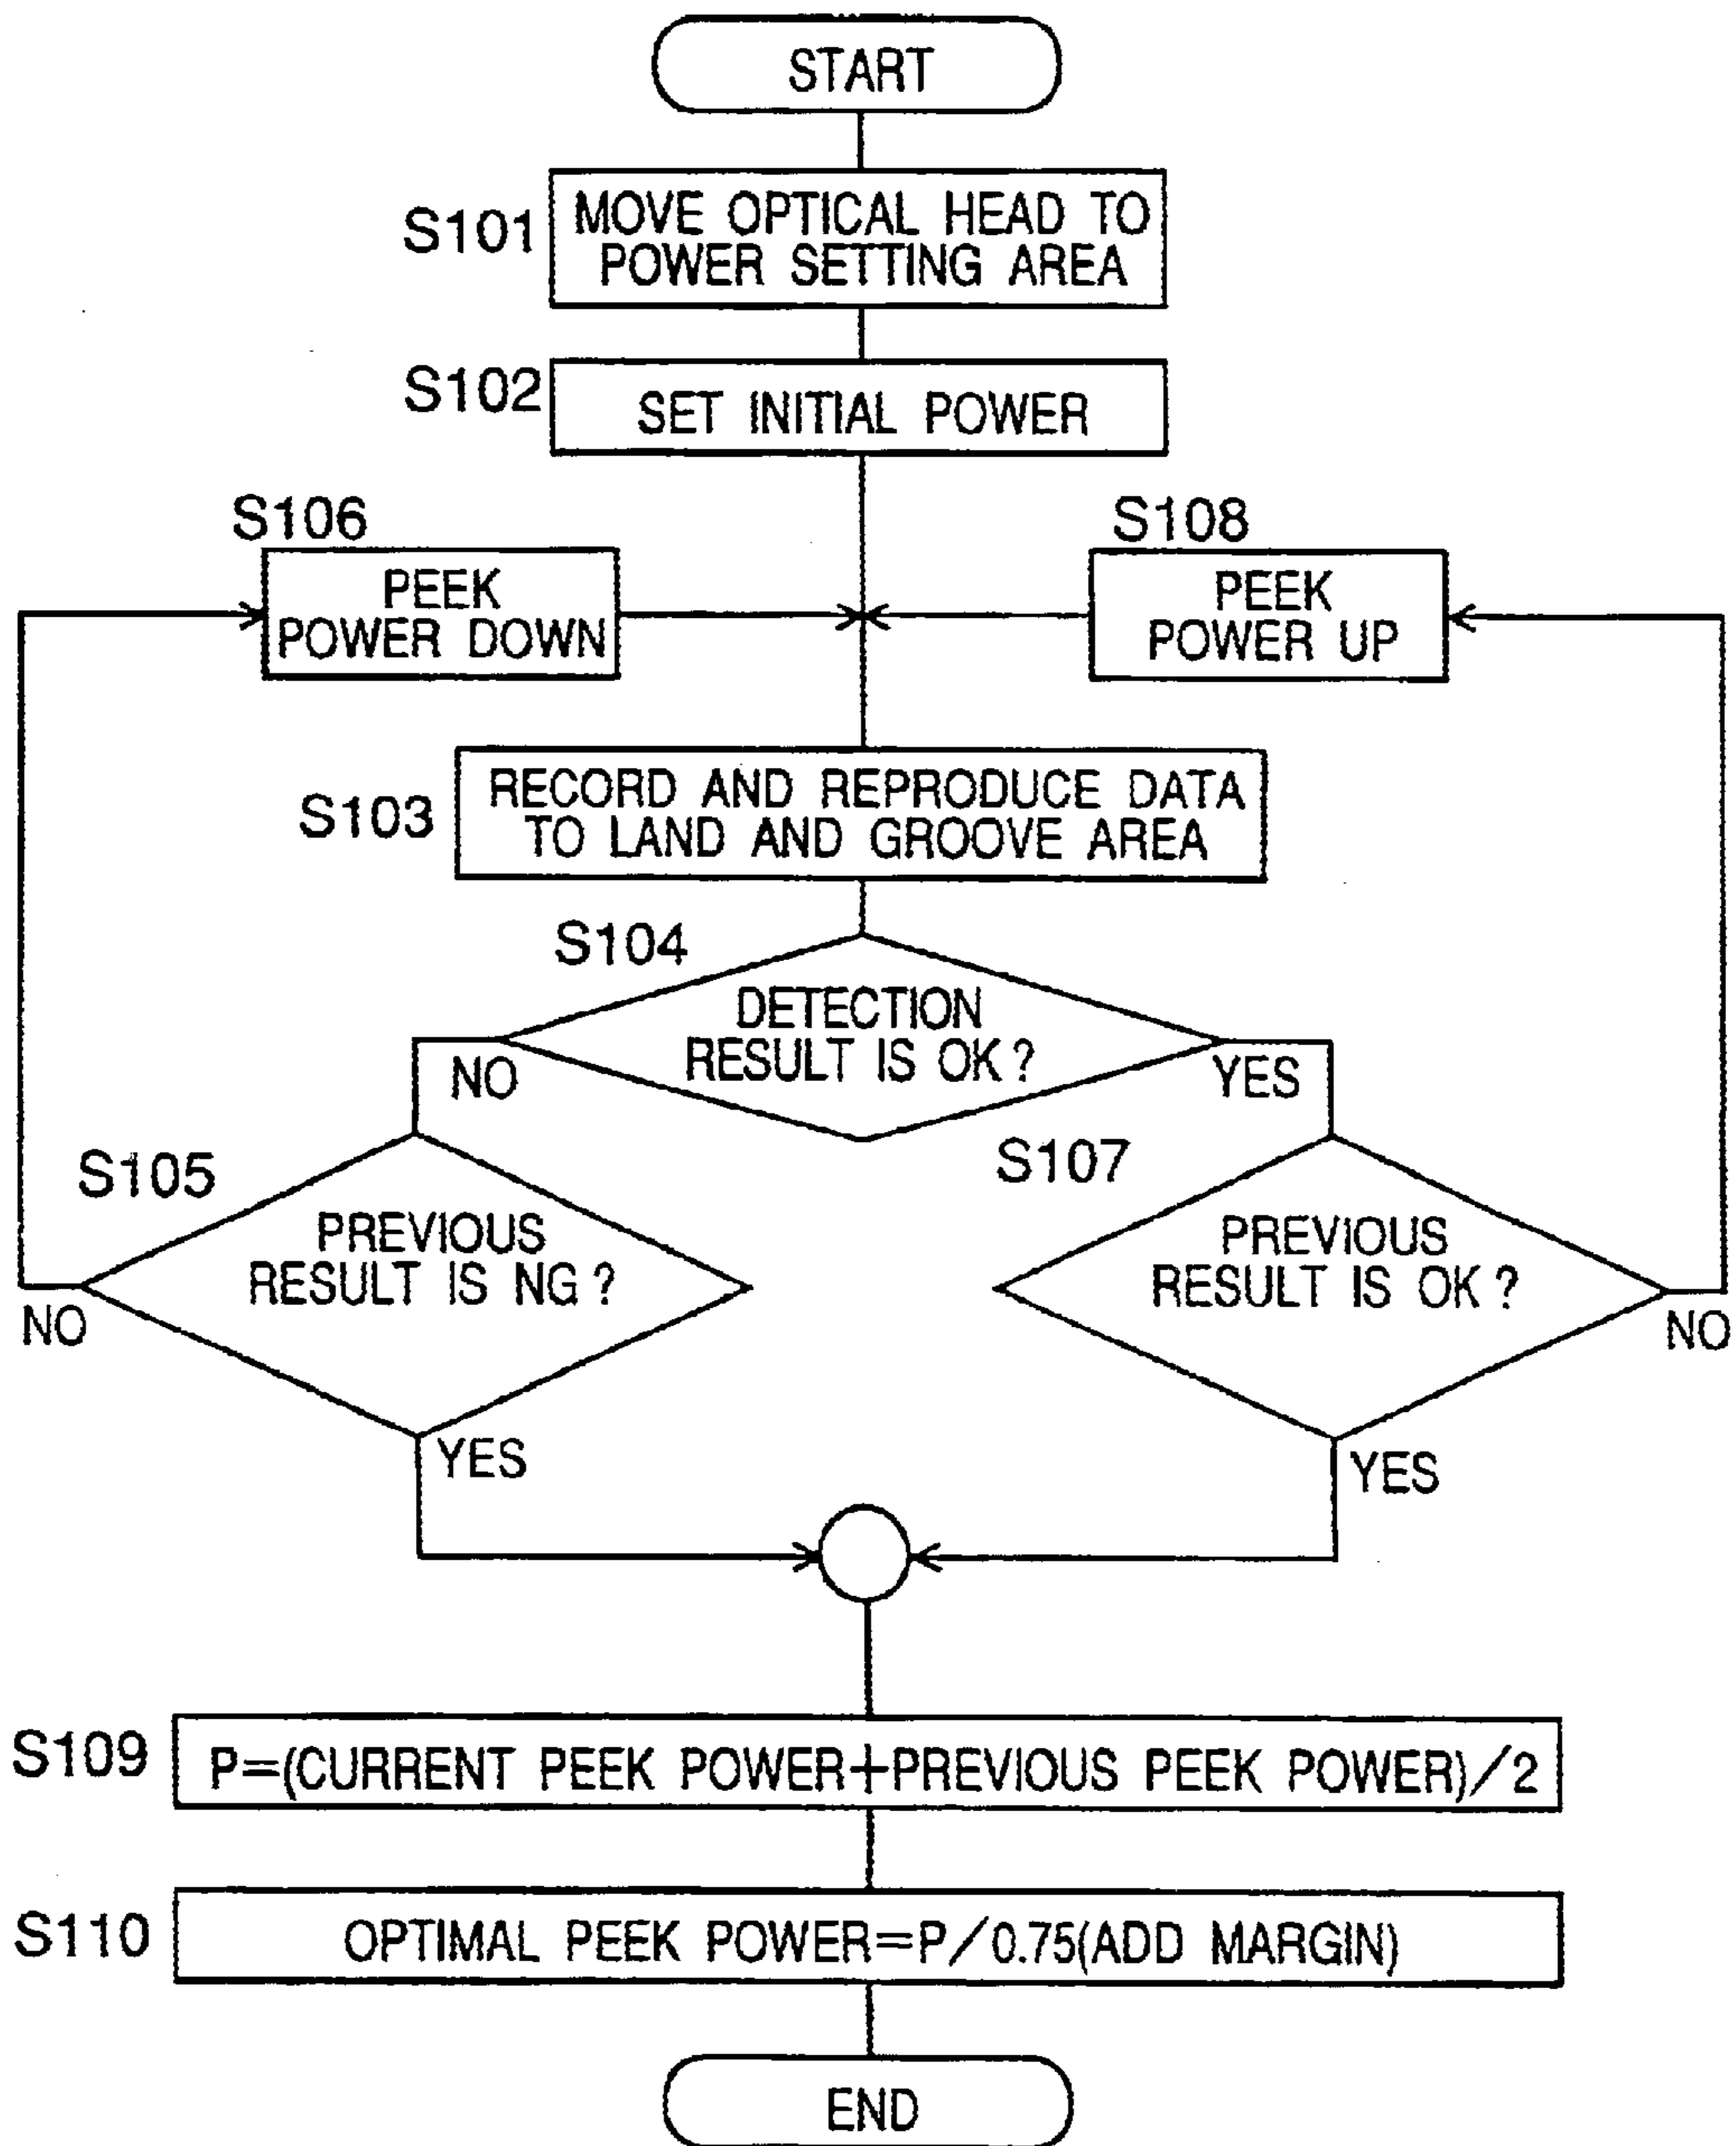 START
S101
MOVE OPTICAL HEAD TO
POWER SETTING AREA
S102
SET INITIAL POWER
S106
PEEK
POWER DOWN
S108
PEEK
POWER UP
S103
RECORD AND REPRODUCE DATA
TO LAND AND GROOVE AREA
S104
DETECTION
RESULT IS OK?
NO
YES
S105
PREVIOUS
RESULT IS NG?
NO
YES
S107
PREVIOUS
RESULT IS OK?
NO
YES
S109
P=(CURRENT PEEK POWER+PREVIOUS PEEK POWER)/2
S110
OPTIMAL PEEK POWER=P/0.75(ADD MARGIN)
END